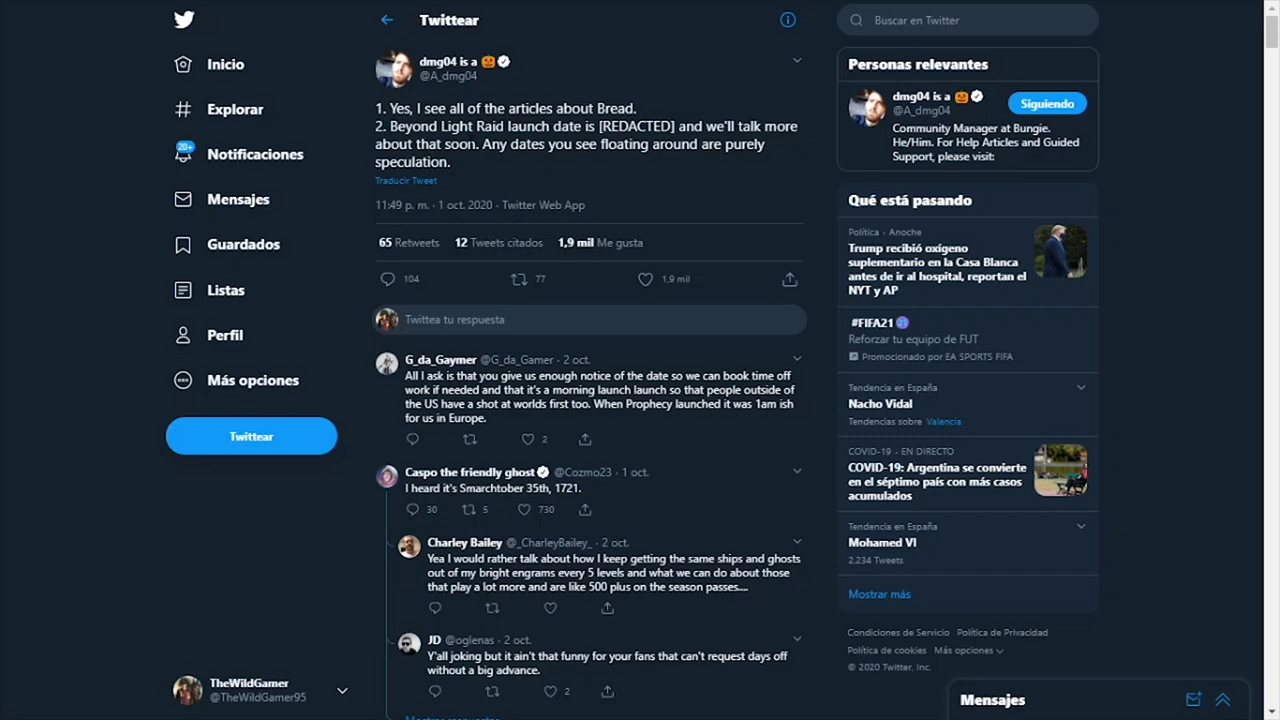 Inicio
Explorar
20+
Notificaciones
Mensajes
Guardados
Listas
Perfil
Más opciones
Twittear
TheWildGamer
@TheWildGamer95
Twittear
dmg04 is a 🎃
@A_dmg04
1. Yes, I see all of the articles about Bread.
2. Beyond Light Raid launch date is [REDACTED] and we'll talk more
about that soon. Any dates you see floating around are purely
speculation.
Traducir Tweet
11:49 p. m. · 1 oct. 2020 · Twitter Web App
65 Retweets 12 Tweets citados 1,9 mil Me gusta
104 77 1,9 mil
Twittea tu respuesta
G_da_Gaymer @G_da_Gamer · 2 oct.
All I ask is that you give us enough notice of the date so we can book time off
work if needed and that it's a morning launch launch so that people outside of
the US have a shot at worlds first too. When Prophecy launched it was 1am ish
for us in Europe.
2
Caspo the friendly ghost @Cozmo23 · 1 oct.
I heard it's Smarchtober 35th, 1721.
30 5 730
Charley Bailey @_CharleyBailey_ · 2 oct.
Yea I would rather talk about how I keep getting the same ships and ghosts
out of my bright engrams every 5 levels and what we can do about those
that play a lot more and are like 500 plus on the season passes....
JD @oglenas · 2 oct.
Y'all joking but it ain't that funny for your fans that can't request days off
without a big advance.
2
Mostrar respuestas
Buscar en Twitter
Personas relevantes
dmg04 is a 🎃
@A_dmg04
Siguiendo
Community Manager at Bungie.
He/Him. For Help Articles and Guided
Support, please visit:
Qué está pasando
Política · Anoche
Trump recibió oxígeno
suplementario en la Casa Blanca
antes de ir al hospital, reportan el
NYT y AP
#FIFA21
Reforzar tu equipo de FUT
Promocionado por EA SPORTS FIFA
Tendencia en España
Nacho Vidal
Tendencias sobre Valencia
COVID-19 · EN DIRECTO
COVID-19: Argentina se convierte
en el séptimo país con más casos
acumulados
Tendencia en España
Mohamed VI
2.234 Tweets
Mostrar más
Condiciones de Servicio Política de Privacidad
Política de cookies Más opciones
© 2020 Twitter, Inc.
Mensajes